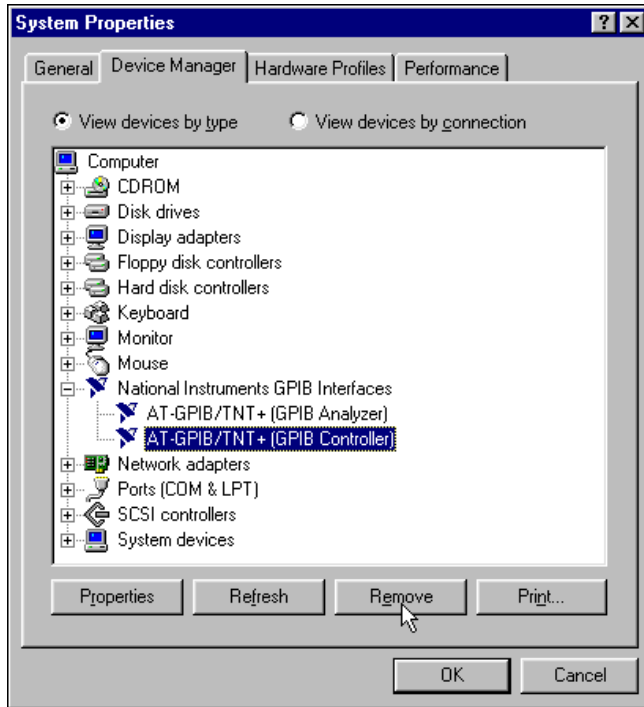 System Properties
General Device Manager Hardware Profiles Performance
View devices by type View devices by connection
Computer
CDROM
Disk drives
Display adapters
Floppy disk controllers
Hard disk controllers
Keyboard
Monitor
Mouse
National Instruments GPIB Interfaces
AT-GPIB/TNT+ (GPIB Analyzer)
AT-GPIB/TNT+ (GPIB Controller)
Network adapters
Ports (COM & LPT)
SCSI controllers
System devices
Properties Refresh Remove Print...
OK Cancel